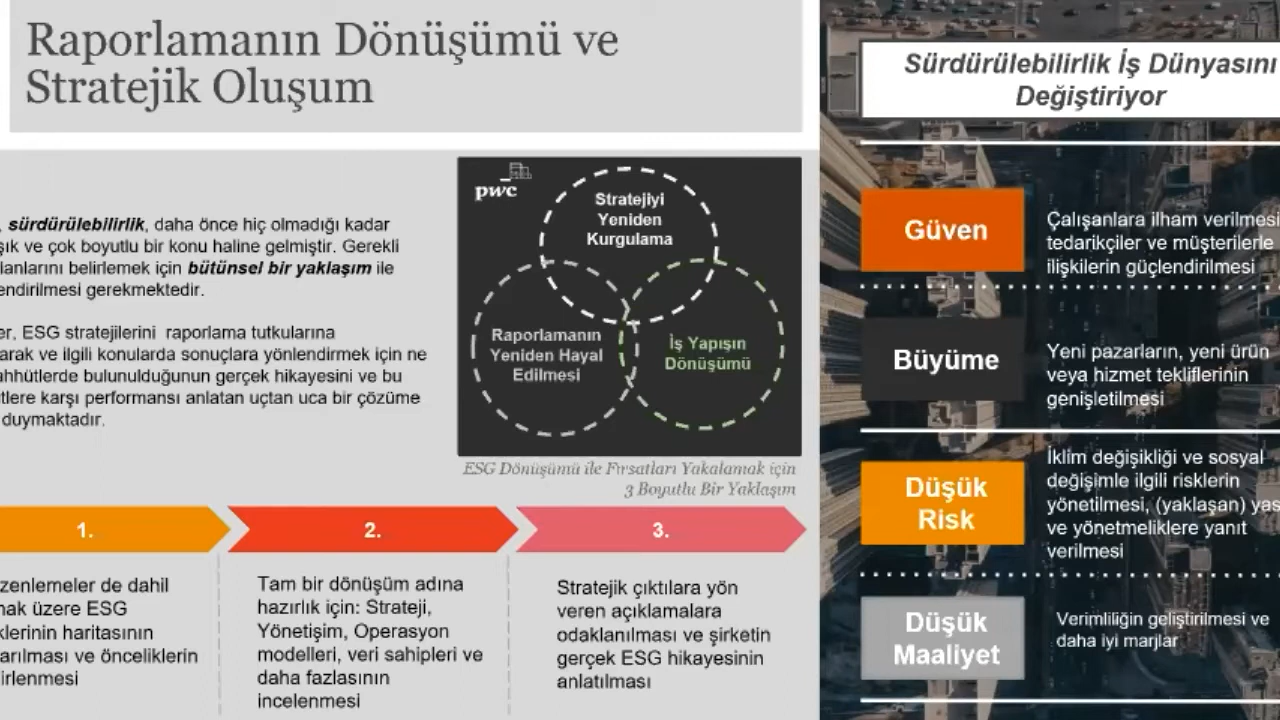 Raporlamanın Dönüşümü ve
Stratejik Oluşum
, sürdürülebilirlik, daha önce hiç olmadığı kadar
şık ve çok boyutlu bir konu haline gelmiştir. Gerekli
lanlarını belirlemek için bütünsel bir yaklaşım ile
endirilmesi gerekmektedir.
er, ESG stratejilerini raporlama tutkularına
arak ve ilgili konularda sonuçlara yönlendirmek için ne
ahhütlerde bulunulduğunun gerçek hikayesini ve bu
tlere karşı performansı anlatan uçtan uca bir çözüme
duymaktadır.
pwc
Stratejiyi
Yeniden
Kurgulama
Raporlamanın
Yeniden Hayal
Edilmesi
İş Yapışın
Dönüşümü
ESG Dönüşümü ile Fırsatları Yakalamak için
3 Boyutlu Bir Yaklaşım
1.
zenlemeler de dahil
nak üzere ESG
klerinin haritasının
arılması ve önceliklerin
irlenmesi
2.
Tam bir dönüşüm adına
hazırlık için: Strateji,
Yönetişim, Operasyon
modelleri, veri sahipleri ve
daha fazlasının
incelenmesi
3.
Stratejik çıktılara yön
veren açıklamalara
odaklanılması ve şirketin
gerçek ESG hikayesinin
anlatılması
Sürdürülebilirlik İş Dünyasını
Değiştiriyor
Güven
Çalışanlara ilham verilmesi
tedarikçiler ve müşterilerle
ilişkilerin güçlendirilmesi
Büyüme
Yeni pazarların, yeni ürün
veya hizmet tekliflerinin
genişletilmesi
Düşük
Risk
İklim değişikliği ve sosyal
değişimle ilgili risklerin
yönetilmesi, (yaklaşan) yas
ve yönetmeliklere yanıt
verilmesi
Düşük
Maaliyet
Verimliliğin geliştirilmesi ve
daha iyi marjlar